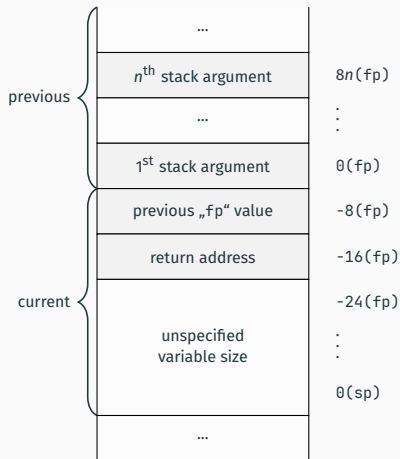 ...
nth stack argument 8n(fp)
previous
... ⋮
1st stack argument 0(fp)
previous „fp“ value -8(fp)
return address -16(fp)
current -24(fp)
unspecified
variable size ⋮
0(sp)
...